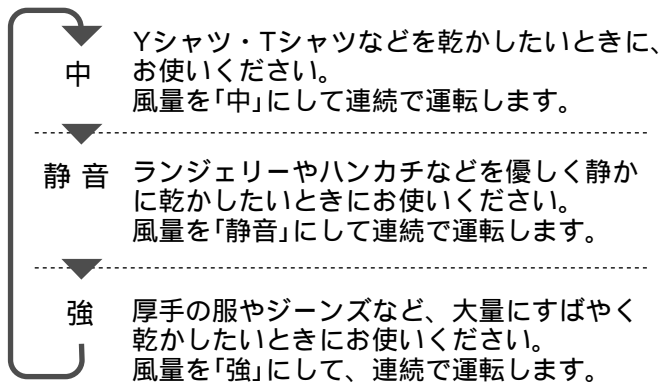 中
Yシャツ・Tシャツなどを乾かしたいときに、
お使いください。
風量を｢中｣にして連続で運転します。
静音
ランジェリーやハンカチなどを優しく静か
に乾かしたいときにお使いください。
風量を｢静音｣にして連続で運転します。
強
厚手の服やジーンズなど、大量にすばやく
乾かしたいときにお使いください。
風量を｢強｣にして、連続で運転します。